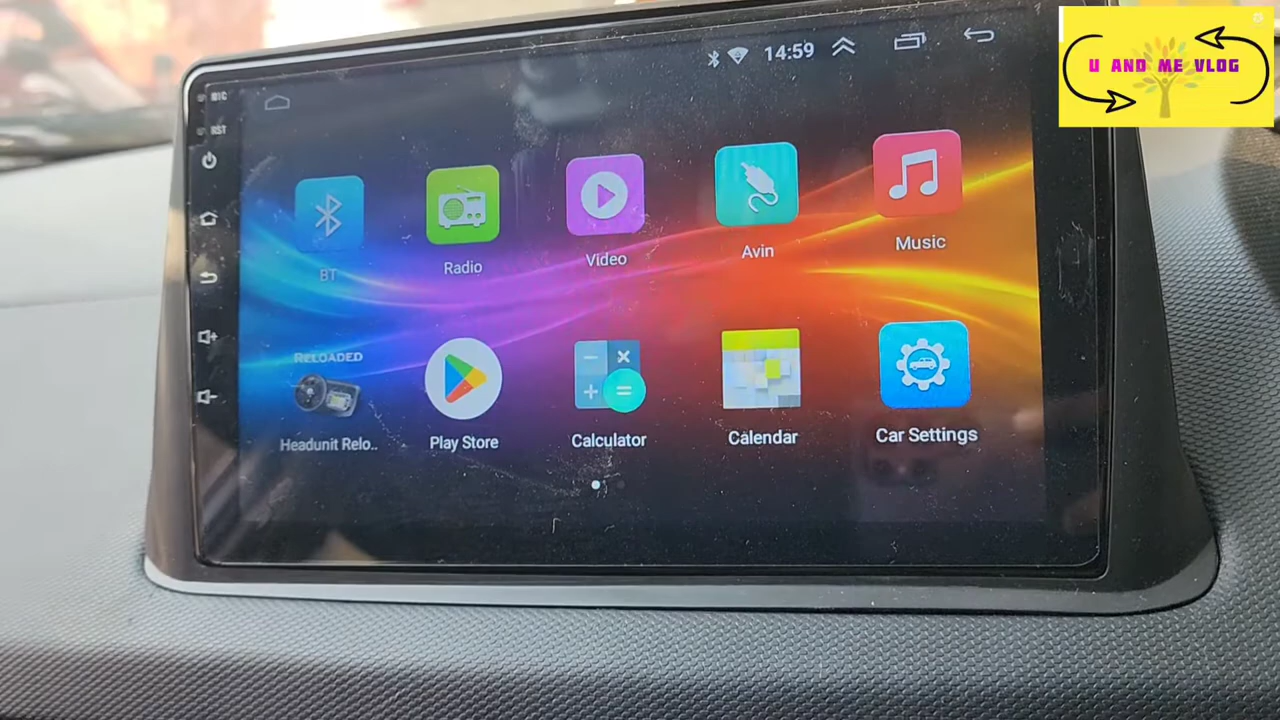 U AND ME VLOG
14:59
MIC
RST
BT
Radio
Video
Avin
Music
RELOADED
Headunit Relo..
Play Store
Calculator
Calendar
Car Settings